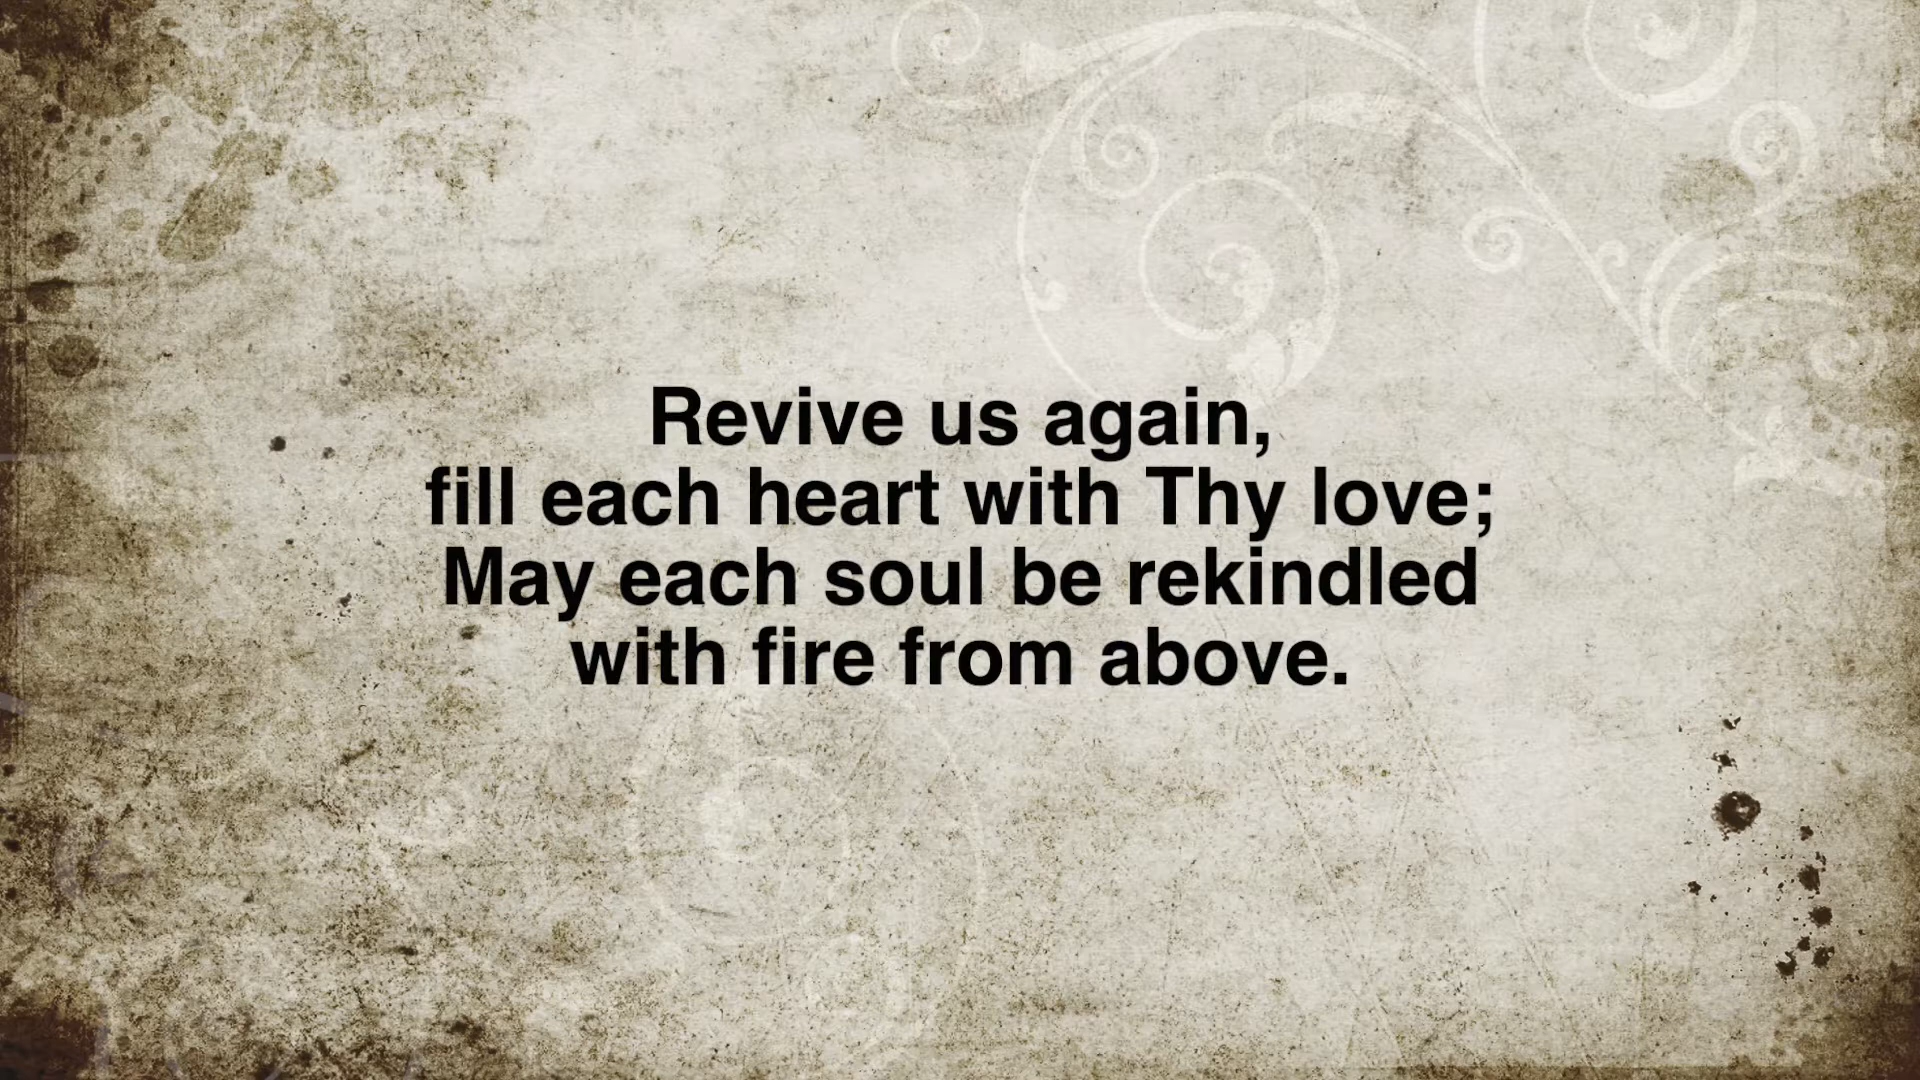 Revive us again,
fill each heart with Thy love;
May each soul be rekindled
with fire from above.